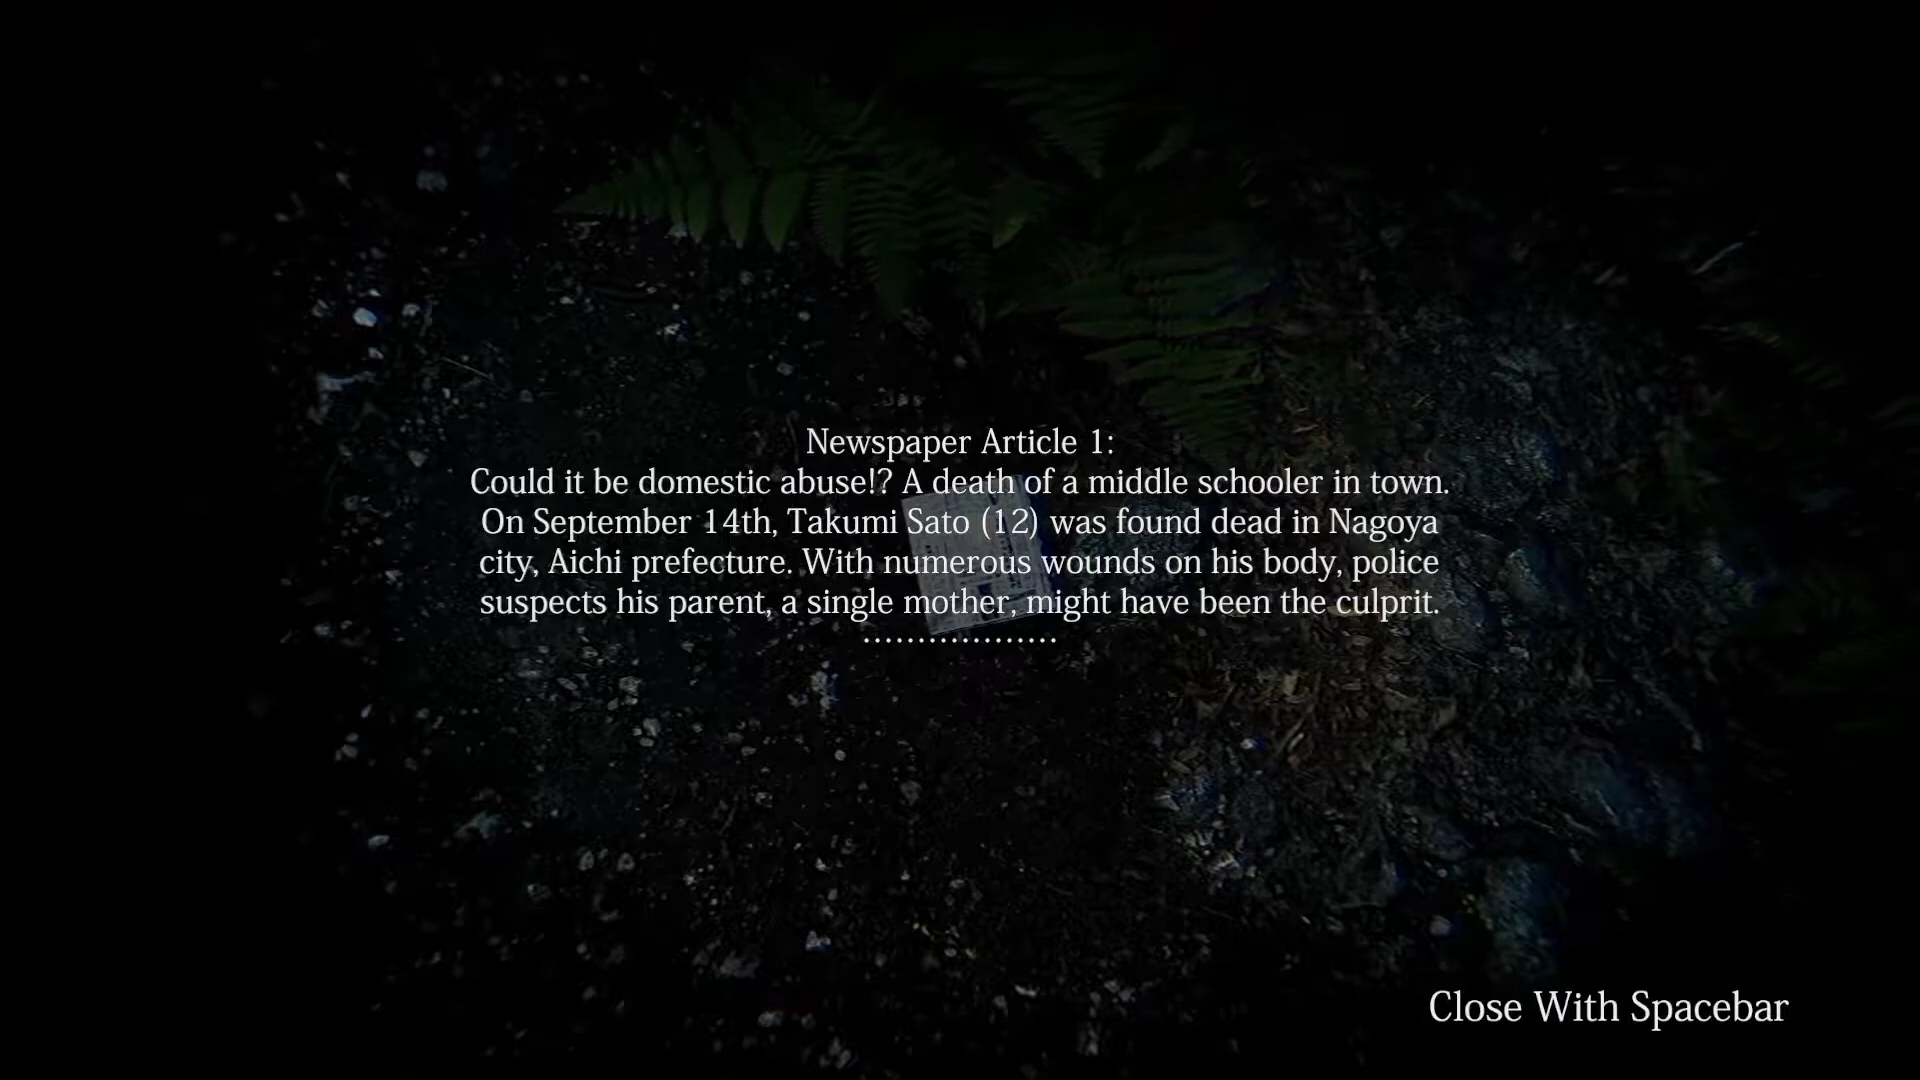 Newspaper Article 1:
Could it be domestic abuse!? A death of a middle schooler in town.
On September 14th, Takumi Sato (12) was found dead in Nagoya
city, Aichi prefecture. With numerous wounds on his body, police
suspects his parent, a single mother, might have been the culprit.
..................
Close With Spacebar